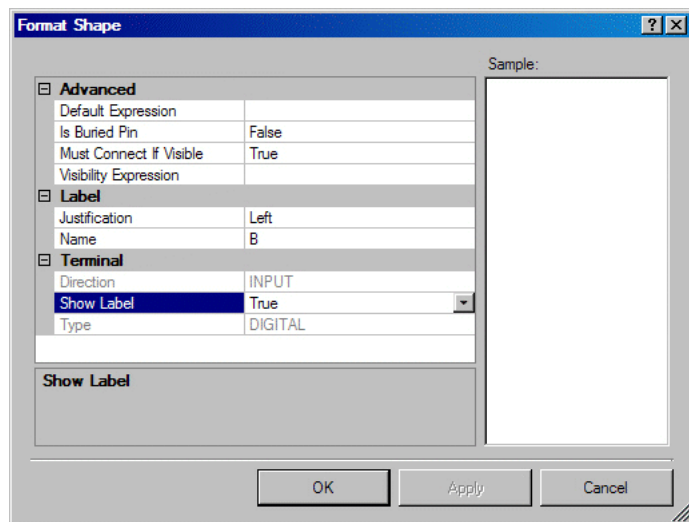 Format Shape
Sample:
Advanced
Default Expression
Is Buried Pin False
Must Connect If Visible True
Visibility Expression
Label
Justification Left
Name B
Terminal
Direction INPUT
Show Label True
Type DIGITAL
Show Label
OK Apply Cancel